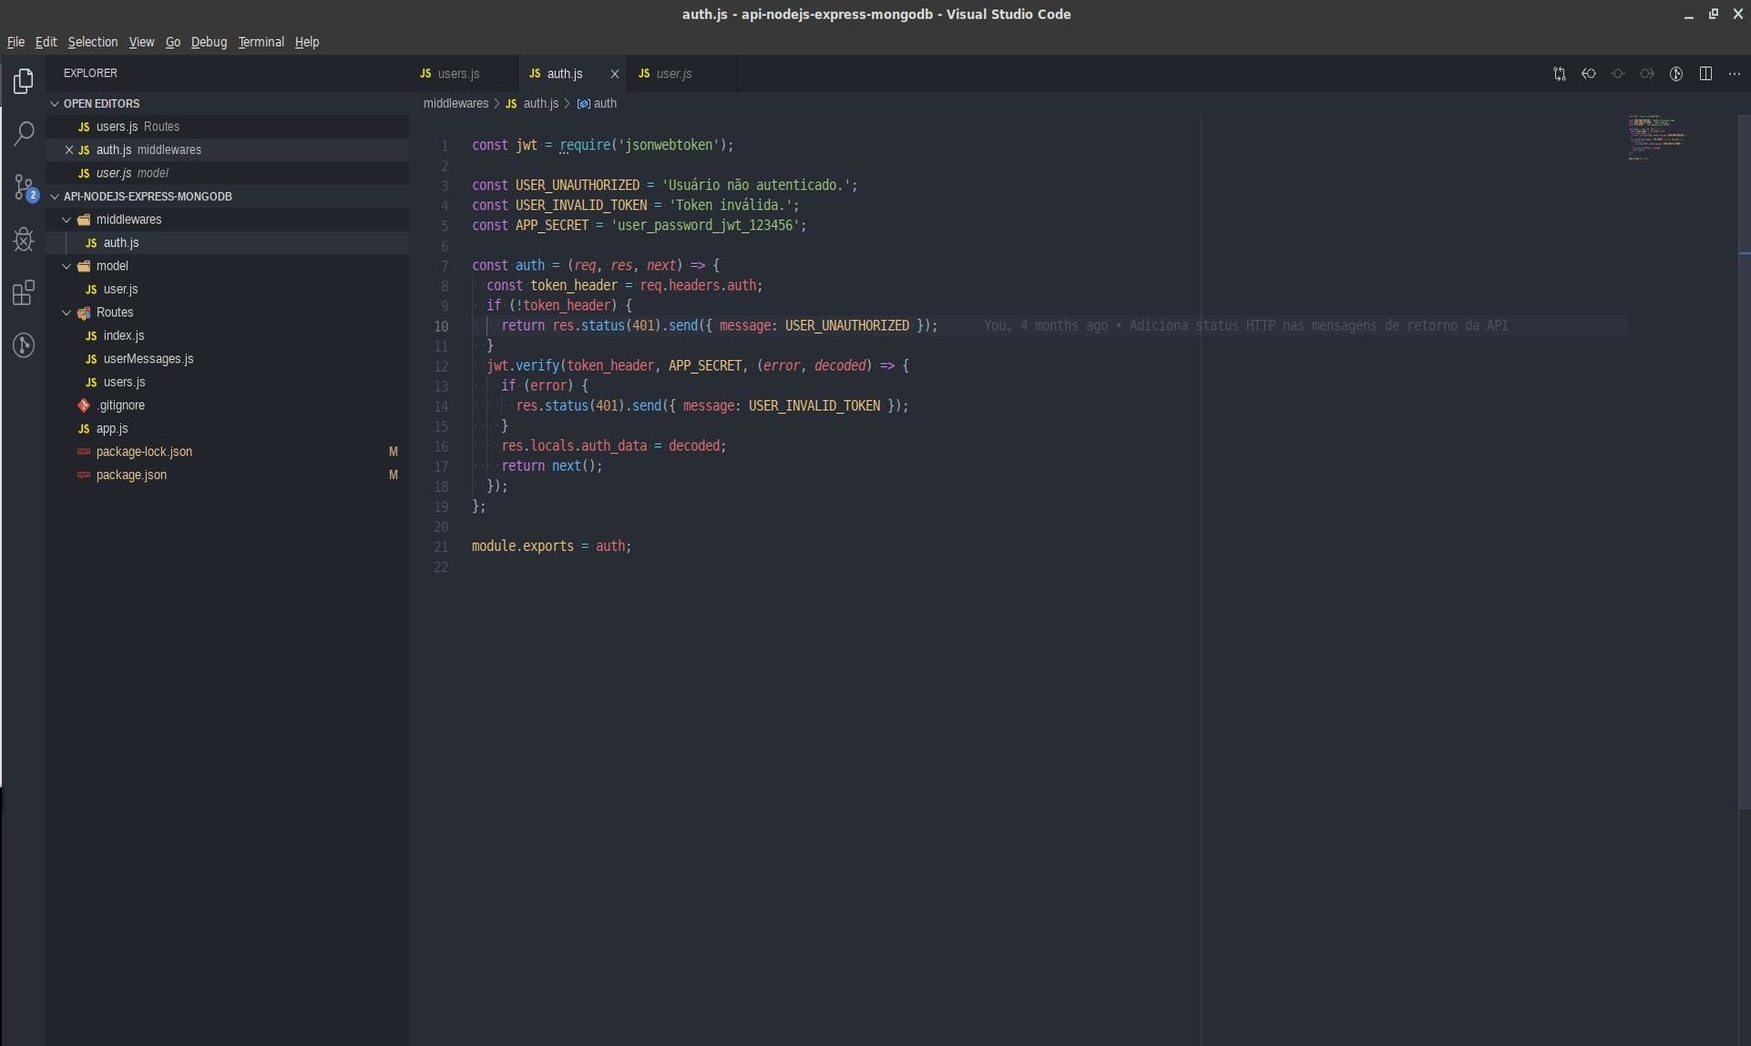 auth.js - api-nodejs-express-mongodb - Visual Studio Code
File Edit Selection View Go Debug Terminal Help
EXPLORER
OPEN EDITORS
JS users.js Routes
JS auth.js middlewares
JS user.js model
API-NODEJS-EXPRESS-MONGODB
middlewares
JS auth.js
model
JS user.js
Routes
JS index.js
JS userMessages.js
JS users.js
.gitignore
JS app.js
package-lock.json M
package.json M
2
JS users.js JS auth.js JS user.js
middlewares > JS auth.js > auth
1 const jwt = require('jsonwebtoken');
2
3 const USER_UNAUTHORIZED = 'Usuário não autenticado.';
4 const USER_INVALID_TOKEN = 'Token inválida.';
5 const APP_SECRET = 'user_password_jwt_123456';
6
7 const auth = (req, res, next) => {
8 const token_header = req.headers.auth;
9 if (!token_header) {
10 return res.status(401).send({ message: USER_UNAUTHORIZED }); You, 4 months ago • Adiciona status HTTP nas mensagens de retorno da API
11 }
12 jwt.verify(token_header, APP_SECRET, (error, decoded) => {
13 if (error) {
14 res.status(401).send({ message: USER_INVALID_TOKEN });
15 }
16 res.locals.auth_data = decoded;
17 return next();
18 });
19 };
20
21 module.exports = auth;
22